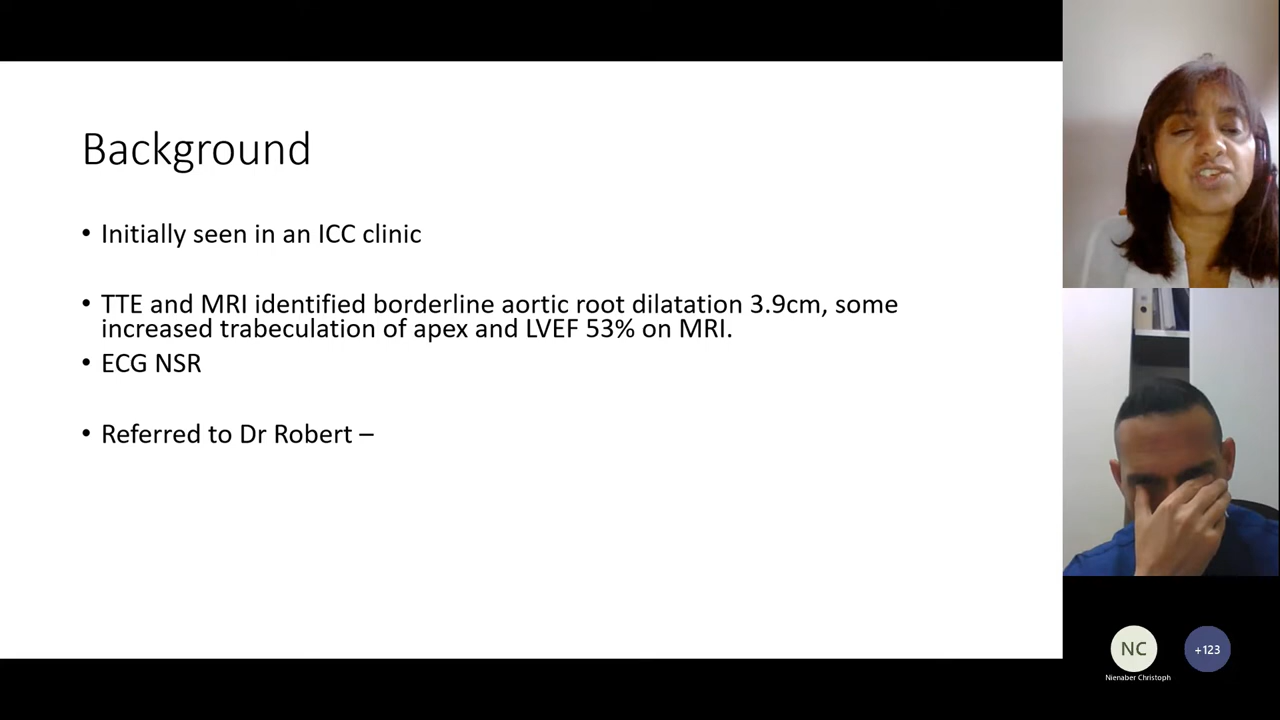 Background
• Initially seen in an ICC clinic
• TTE and MRI identified borderline aortic root dilatation 3.9cm, some
increased trabeculation of apex and LVEF 53% on MRI.
• ECG NSR
• Referred to Dr Robert –
NC
+123
Nienaber Christoph